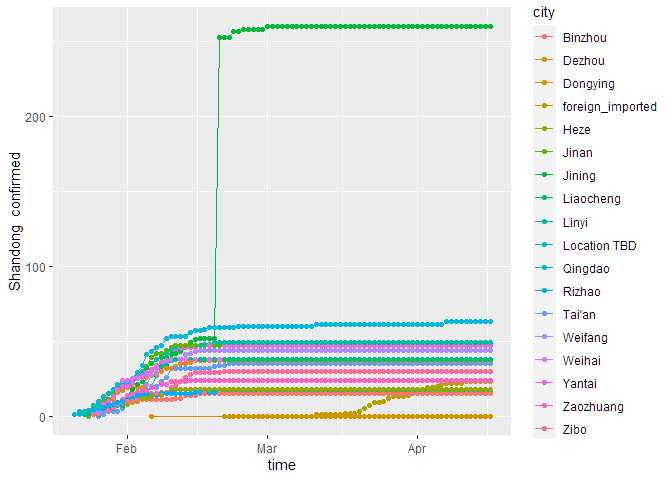 city
Binzhou
Dezhou
Dongying
foreign_imported
Heze
Jinan
Jining
Liaocheng
Linyi
Location TBD
Qingdao
Rizhao
Tai'an
Weifang
Weihai
Yantai
Zaozhuang
Zibo
Shandong confirmed
200
100
0
Feb
Mar
Apr
time